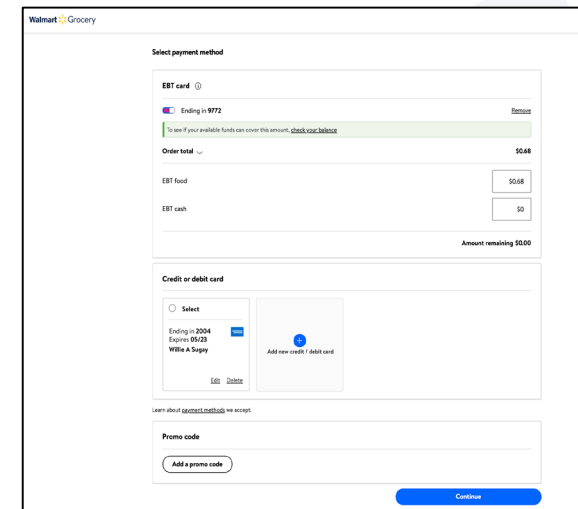 Walmart Grocery
Select payment method
EBT card
Ending in 9772 Remove
To see if your available funds can cover this amount, check your balance
Order total $0.68
EBT food $0.68
EBT cash $0
Amount remaining $0.00
Credit or debit card
Select
Ending in 2004
Expires 05/23
Willie A Sugay
Edit Delete
Add new credit / debit card
Learn about payment methods we accept.
Promo code
Add a promo code
Continue